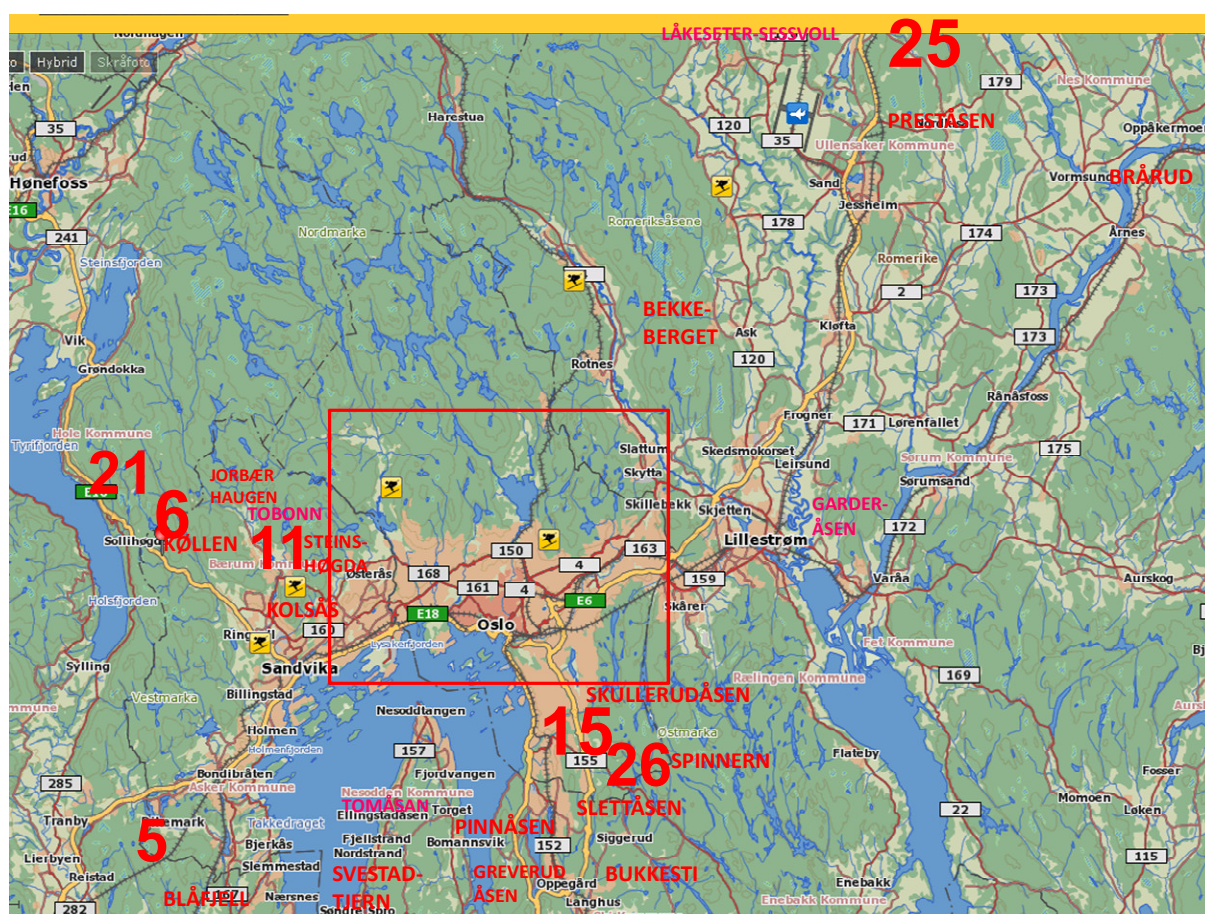 LÅKESETER-SESSVOLL
25
Hybrid
Skråfoto
179
Nes Kommune
35
Harestua
120
35
PRESTÅSEN
Ullensaker Kommune
Oppåkermoen
Hønefoss
E16
Sand
Vormsund
BRÅRUD
Jessheim
241
Nordmarka
Romeriksåsene
178
174
Årnes
Steinsfjorden
Romerike
2
173
BEKKE-
BERGET
Ask
Kløfta
173
Vik
120
Grøndokka
Rotnes
Rånåsfoss
Frogner
171
Lørenfallet
Hole Kommune
Tyrifjorden
Slattum
Skedsmokorset
175
21
Leirsund
Sørum Kommune
JORBÆR
HAUGEN
Skytta
Sørumsand
6
TOBONN
Skillebekk
Skjetten
GARDER-
ÅSEN
172
Sollihøgda
KØLLEN
11
STEINS-
HØGDA
Lillestrøm
150
163
Østerås
168
4
159
Varåa
Aurskog
161
4
E6
KOLSÅS
E18
Skårer
160
Oslo
Holsfjorden
Lysakerfjorden
Fet Kommune
Sandvika
Sylling
Rælingen Kommune
169
Vestmarka
Billingstad
SKULLERUDÅSEN
Nesoddtangen
15
Østmarka
Holmen
Holmenfjorden
157
26
155
SPINNERN
Flateby
Bondibråten
Fjordvangen
Fosser
285
Asker Kommune
Nesodden Kommune
TOMÅSAN
Torget
SLETTÅSEN
Momoen
Ellingstadåsen
22
Løken
Tranby
5
Trakkedraget
PINNÅSEN
Bjerkås
Fjellstrand
Bomannsvik
152
Siggerud
Lierbyen
Slemmestad
Nordstrand
115
Reistad
SVESTAD-
TJERN
GREVERUD
ÅSEN
BUKKESTI
Oppegård
Enebakk
BLÅFJELL
167
Nærsnes
Langhus
Enebakk Kommune
282